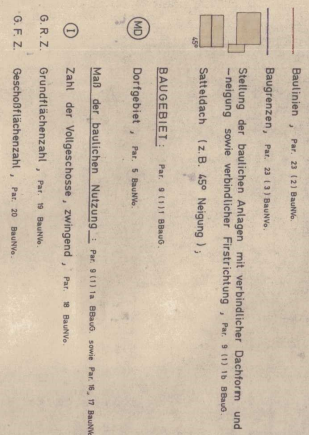 Baulinien , Par. 23 (2) BauNVo.
Baugrenzen, Par. 23 (3) BauNVo.
Stellung der baulichen Anlagen mit verbindlicher Dachform und
-neigung sowie verbindlicher Firstrichtung , Par. 9 (1) 1b BBauG.
45°
Satteldach (z.B. 45° Neigung) ;
BAUGEBIET : Par. 9 (1) 1 BBauG.
MD Dorfgebiet , Par. 5 BauNVo.
Maß der baulichen Nutzung : Par. 9 (1) 1a BBauG. sowie Par. 16, 17 BauNVo
I Zahl der Vollgeschosse , zwingend , Par. 18 BauNVo.
G.R.Z. Grundflächenzahl , Par 19 BauNVo.
G.F.Z. Geschoßflächenzahl , Par. 20 BauNVo.